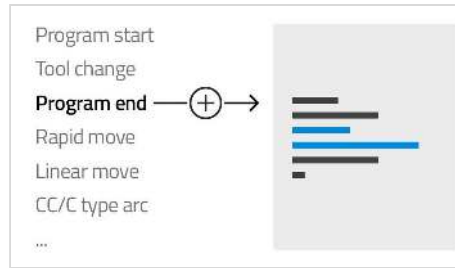 Program start
Tool change
Program end
Rapid move
Linear move
CC/C type arc
...